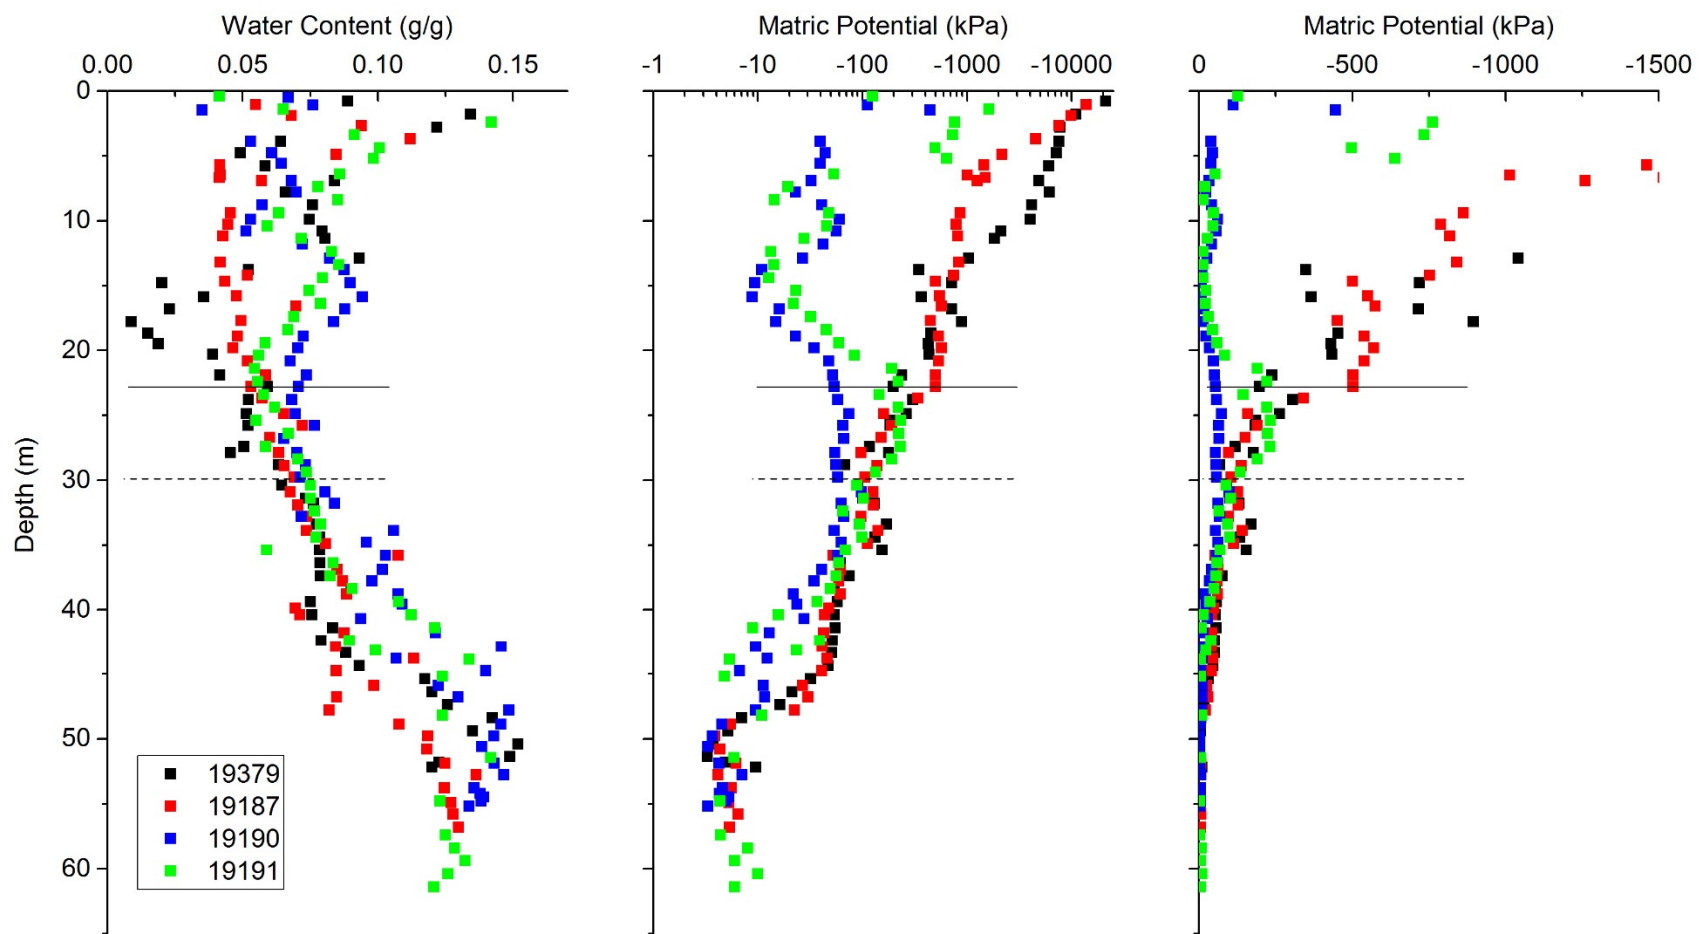 Water Content (g/g)
Matric Potential (kPa)
Matric Potential (kPa)
0.00 0.05 0.10 0.15
-1 -10 -100 -1000 -10000
0 -500 -1000 -1500
0
10
20
30
40
50
60
Depth (m)
19379
19187
19190
19191